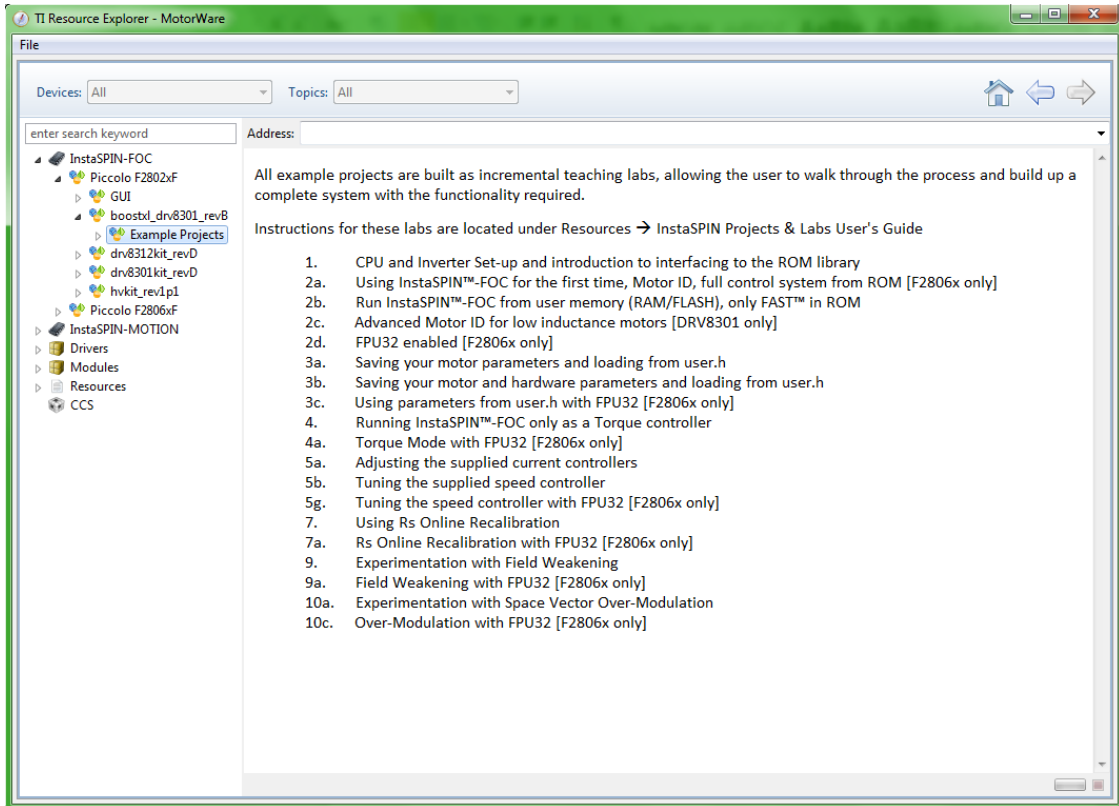 TI Resource Explorer - MotorWare
File
Devices: All
Topics: All
enter search keyword
Address:
InstaSPIN-FOC
Piccolo F2802xF
GUI
boostxl_drv8301_revB
Example Projects
drv8312kit_revD
drv8301kit_revD
hvkit_rev1p1
Piccolo F2806xF
InstaSPIN-MOTION
Drivers
Modules
Resources
CCS
All example projects are built as incremental teaching labs, allowing the user to walk through the process and build up a
complete system with the functionality required.
Instructions for these labs are located under Resources → InstaSPIN Projects & Labs User's Guide
1. CPU and Inverter Set-up and introduction to interfacing to the ROM library
2a. Using InstaSPIN™-FOC for the first time, Motor ID, full control system from ROM [F2806x only]
2b. Run InstaSPIN™-FOC from user memory (RAM/FLASH), only FAST™ in ROM
2c. Advanced Motor ID for low inductance motors [DRV8301 only]
2d. FPU32 enabled [F2806x only]
3a. Saving your motor parameters and loading from user.h
3b. Saving your motor and hardware parameters and loading from user.h
3c. Using parameters from user.h with FPU32 [F2806x only]
4. Running InstaSPIN™-FOC only as a Torque controller
4a. Torque Mode with FPU32 [F2806x only]
5a. Adjusting the supplied current controllers
5b. Tuning the supplied speed controller
5g. Tuning the speed controller with FPU32 [F2806x only]
7. Using Rs Online Recalibration
7a. Rs Online Recalibration with FPU32 [F2806x only]
9. Experimentation with Field Weakening
9a. Field Weakening with FPU32 [F2806x only]
10a. Experimentation with Space Vector Over-Modulation
10c. Over-Modulation with FPU32 [F2806x only]